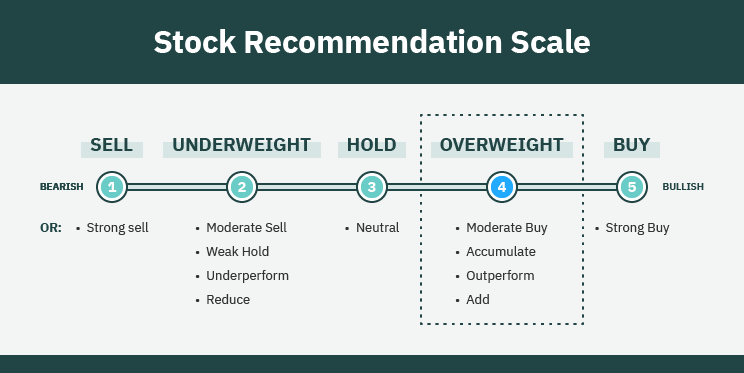 Stock Recommendation Scale
SELL UNDERWEIGHT HOLD OVERWEIGHT BUY
BEARISH 1 2 3 4 5 BULLISH
OR: • Strong sell • Moderate Sell • Neutral • Moderate Buy • Strong Buy
• Weak Hold • Accumulate
• Underperform • Outperform
• Reduce • Add